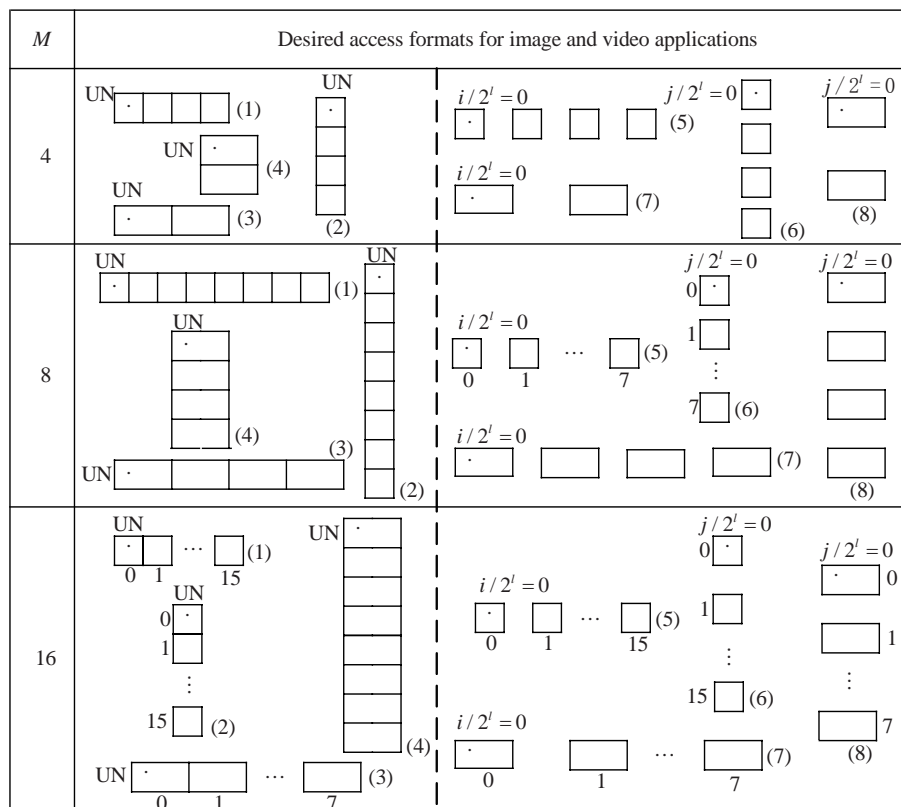 M Desired access formats for image and video applications
4
UN
(1)
UN
(4)
UN
(3)
UN
(2)
i / 2^l = 0
(5)
i / 2^l = 0
(7)
j / 2^l = 0
(6)
j / 2^l = 0
(8)
8
UN
(1)
UN
(4)
UN
(3)
UN
(2)
i / 2^l = 0
0 1 ··· 7
(5)
i / 2^l = 0
(7)
j / 2^l = 0
0
1
⋮
7
(6)
j / 2^l = 0
(8)
16
UN
0 1 ··· 15
(1)
UN
0
1
⋮
15
(2)
UN
0 1 ··· 7
(3)
UN
(4)
i / 2^l = 0
0 1 ··· 15
(5)
i / 2^l = 0
0 1 ··· 7
(7)
j / 2^l = 0
0
1
⋮
15
(6)
j / 2^l = 0
0
1
⋮
7
(8)